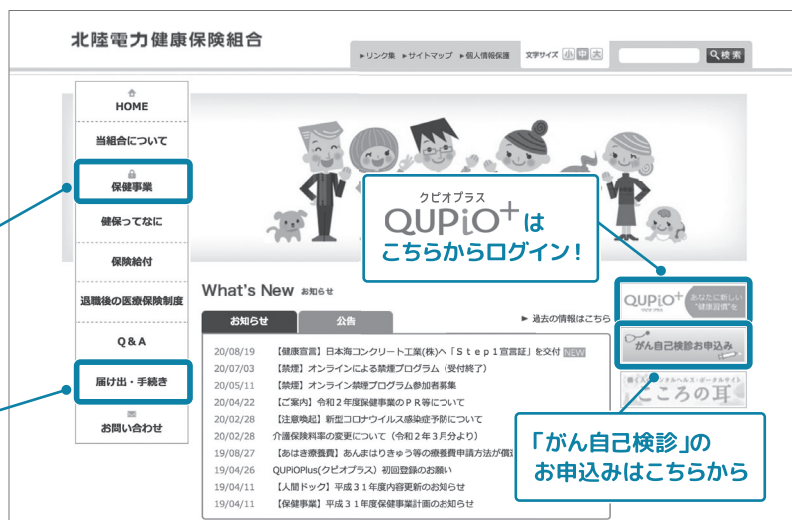 北陸電力健康保険組合
▶リンク集 ▶サイトマップ ▶個人情報保護 文字サイズ 小 中 大 検索
HOME
当組合について
保健事業
健保ってなに
保険給付
退職後の医療保険制度
Q & A
届け出・手続き
お問い合わせ
クピオプラス
QUPiO+は
こちらからログイン！
What's New お知らせ
お知らせ 公告 ▶ 過去の情報はこちら
20/08/19 【健康宣言】日本海コンクリート工業(株)へ「Ｓｔｅｐ１宣言証」を交付 NEW
20/07/03 【禁煙】オンラインによる禁煙プログラム（受付終了）
20/05/11 【禁煙】オンライン禁煙プログラム参加者募集
20/04/22 【ご案内】令和２年度保健事業のＰＲ等について
20/02/28 【注意喚起】新型コロナウイルス感染症予防について
20/02/28 介護保険料率の変更について（令和２年３月分より）
19/08/27 【あはき療養費】あんまはりきゅう等の療養費申請方法が償
19/04/26 QUPiOPlus(クピオプラス）初回登録のお願い
19/04/11 【人間ドック】平成３１年度内容更新のお知らせ
19/04/11 【保健事業】平成３１年度保健事業計画のお知らせ
QUPiO+ クピオ プラス あなたに新しい
"健康習慣"を
がん自己検診お申込み
こころの耳
「がん自己検診」の
お申込みはこちらから